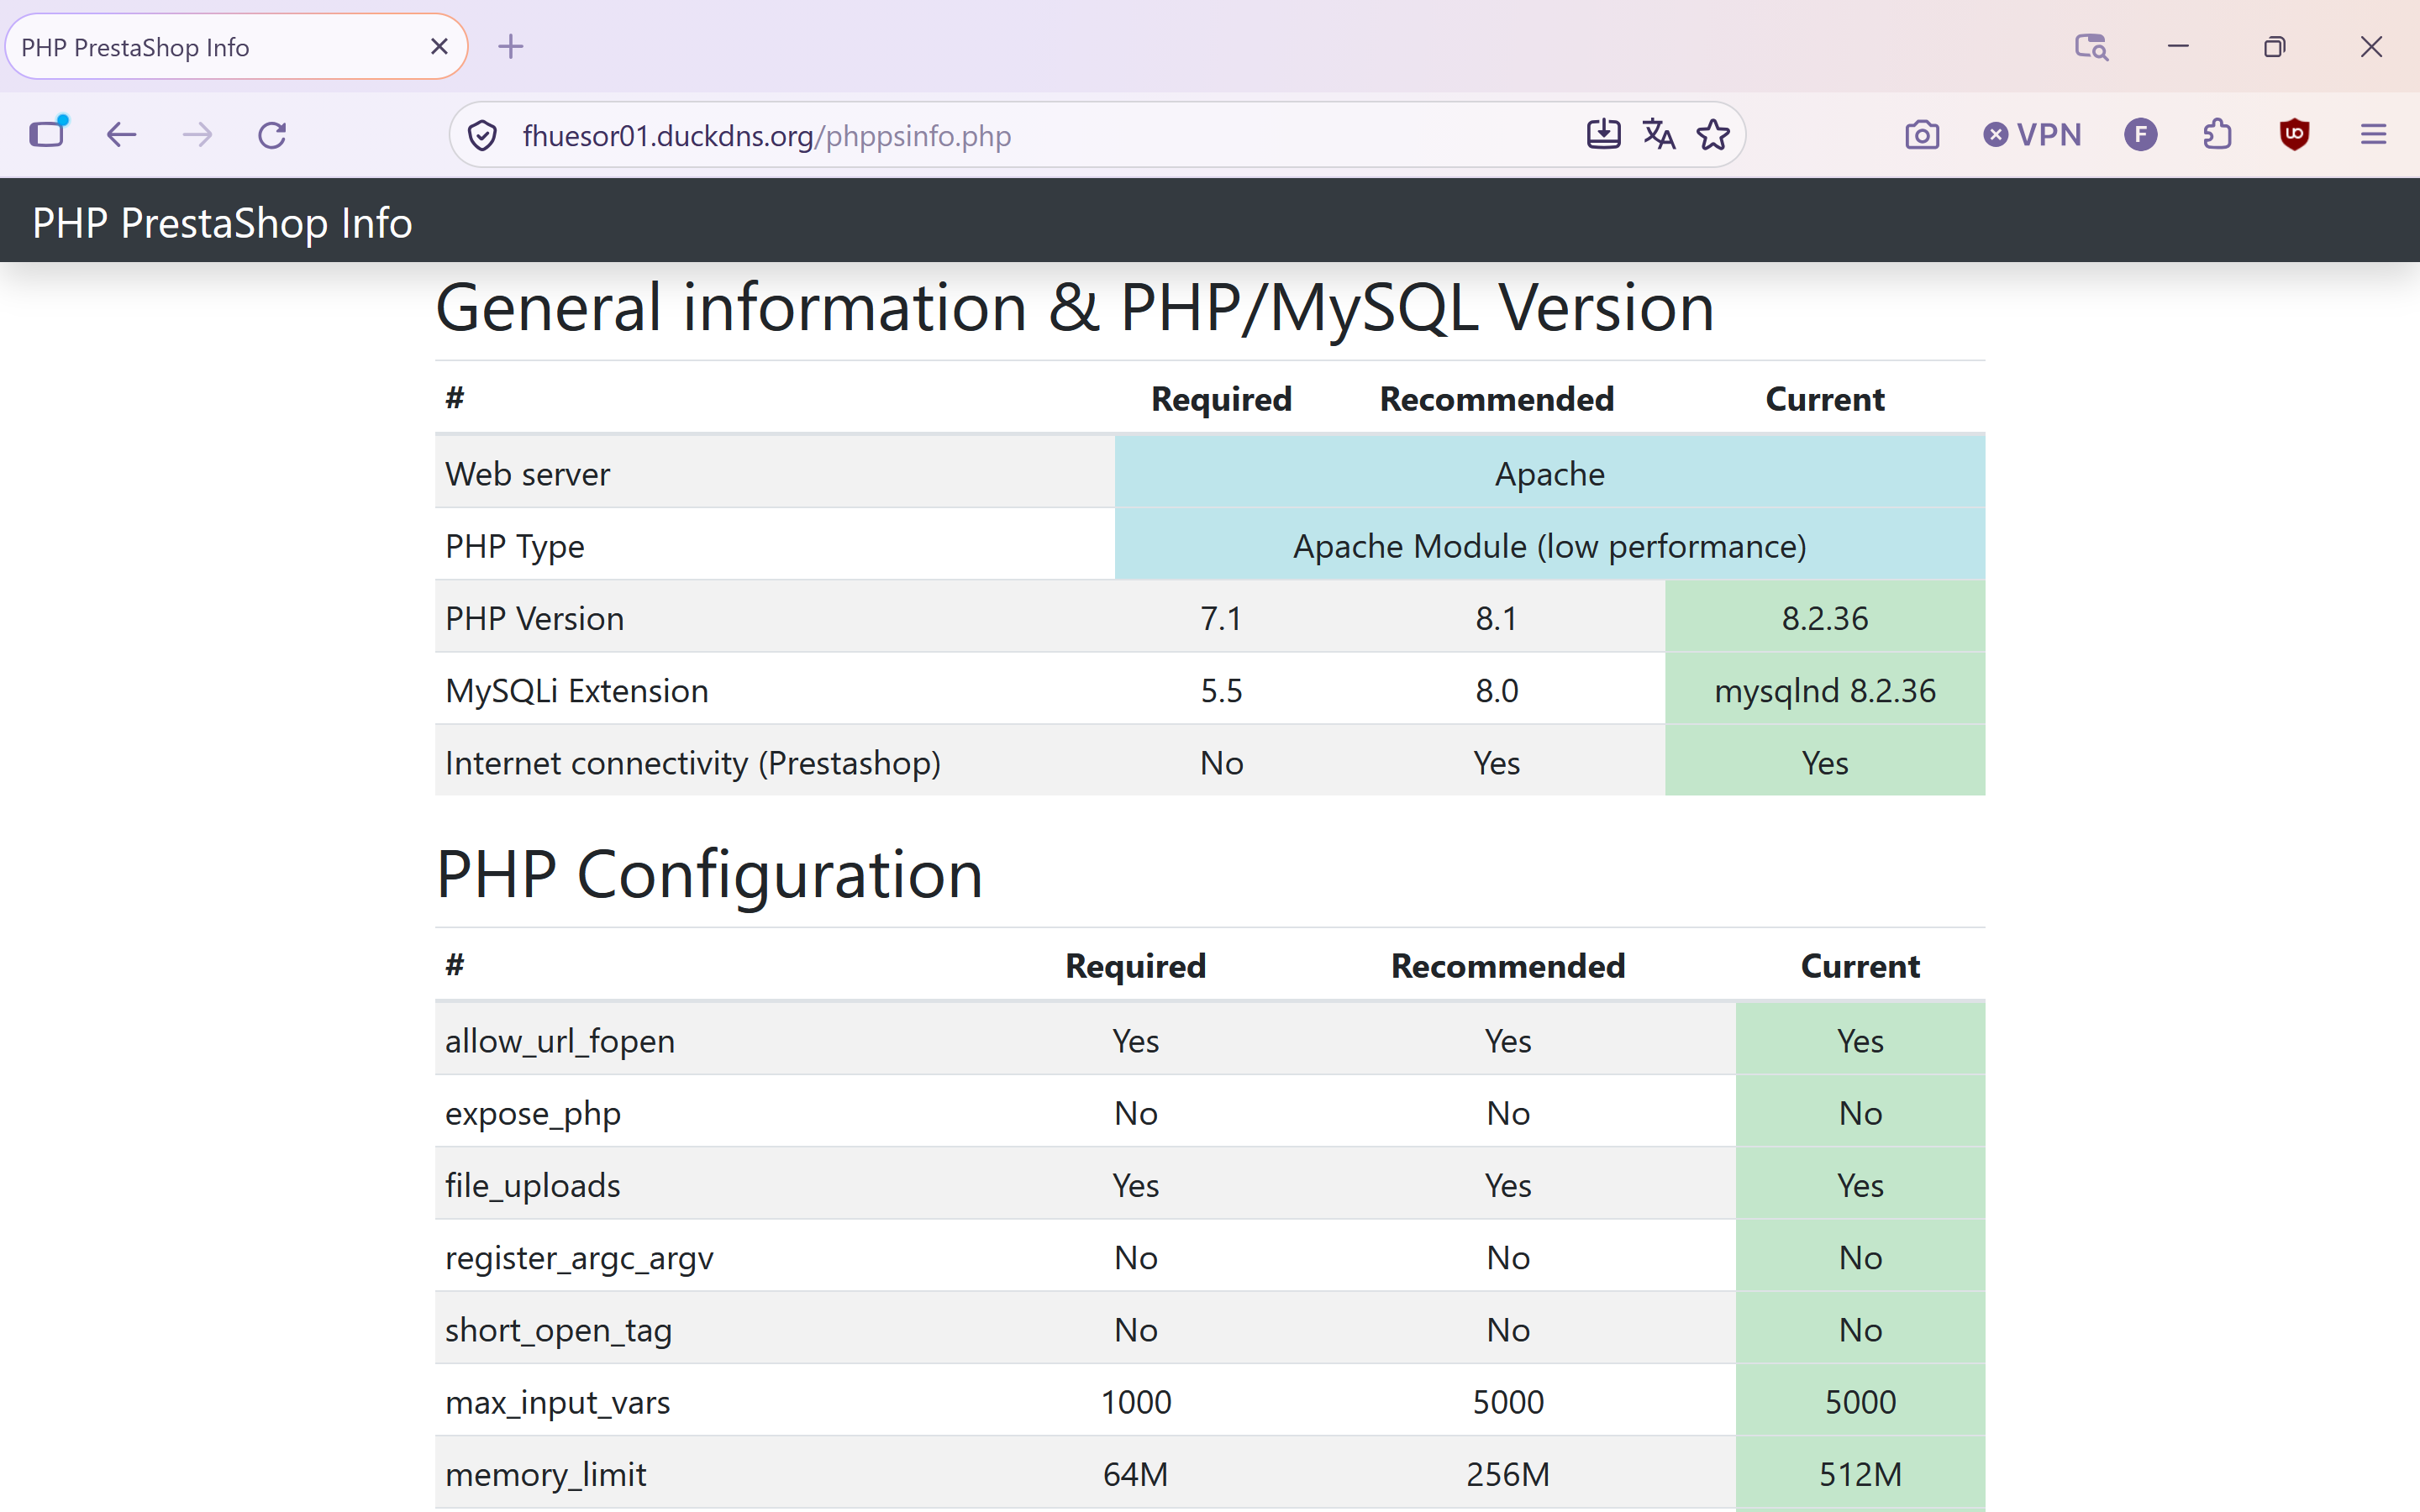 PHP PrestaShop Info
fhuesor01.duckdns.org/phppsinfo.php
VPN
F
PHP PrestaShop Info
General information & PHP/MySQL Version
# Required Recommended Current
Web server Apache
PHP Type Apache Module (low performance)
PHP Version 7.1 8.1 8.2.36
MySQLi Extension 5.5 8.0 mysqlnd 8.2.36
Internet connectivity (Prestashop) No Yes Yes
PHP Configuration
# Required Recommended Current
allow_url_fopen Yes Yes Yes
expose_php No No No
file_uploads Yes Yes Yes
register_argc_argv No No No
short_open_tag No No No
max_input_vars 1000 5000 5000
memory_limit 64M 256M 512M